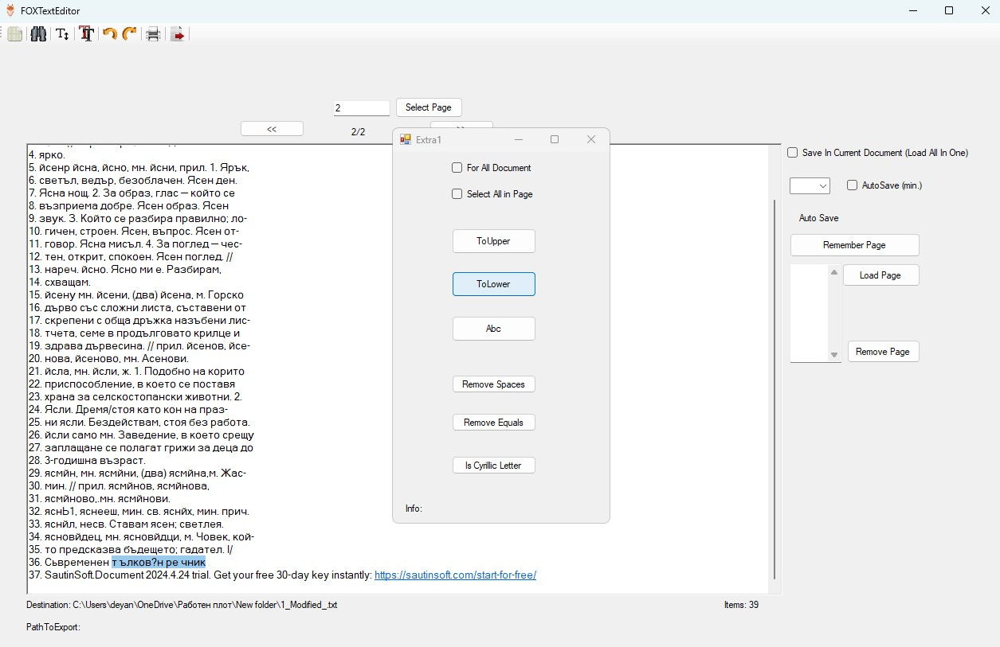 FOXTextEditor
2
Select Page
<<
2/2
Extra1
For All Document
Select All in Page
ToUpper
ToLower
Abc
Remove Spaces
Remove Equals
Is Cyrillic Letter
Info:
4. ярко.
5. йсенр йсна, йсно, мн. йсни, прил. 1. Ярък,
6. светъл, ведър, безоблачен. Ясен ден.
7. Ясна нощ. 2. За образ, глас — който се
8. възприема добре. Ясен образ. Ясен
9. звук. 3. Който се разбира правилно; ло-
10. гичен, строен. Ясен, въпрос. Ясен от-
11. говор. Ясна мисъл. 4. За поглед — чес-
12. тен, открит, спокоен. Ясен поглед. //
13. нареч. йсно. Ясно ми е. Разбирам,
14. схващам.
15. йсену мн. йсени, (два) йсена, м. Горско
16. дърво със сложни листа, съставени от
17. скрепени с обща дръжка назъбени лис-
18. тчета, семе в продълговато крилце и
19. здрава дървесина. // прил. йсенов, йсе-
20. нова, йсеново, мн. Асенови.
21. йсла, мн. йсли, ж. 1. Подобно на корито
22. приспособление, в което се поставя
23. храна за селскостопански животни. 2.
24. Ясли. Дремя/стоя като кон на праз-
25. ни ясли. Бездействам, стоя без работа.
26. йсли само мн. Заведение, в което срещу
27. заплащане се полагат грижи за деца до
28. 3-годишна възраст.
29. ясмйн, мн. ясмйни, (два) ясмйна,м. Жас-
30. мин. // прил. ясмйнов, ясмйнова,
31. ясмйново,.мн. ясмйнови.
32. яснЬ1, яснееш, мин. св. яснйх, мин. прич.
33. яснйл, несв. Ставам ясен; светлея.
34. ясновйдец, мн. ясновйдци, м. Човек, кой-
35. то предсказва бъдещето; гадател. I/
36. Сьвременен т ълков?н ре чник
37. SautinSoft.Document 2024.4.24 trial. Get your free 30-day key instantly: https://sautinsoft.com/start-for-free/
Save In Current Document (Load All In One)
AutoSave (min.)
Auto Save
Remember Page
Load Page
Remove Page
Destination: C:\Users\deyan\OneDrive\Работен плот\New folder\1_Modified_.txt
Items: 39
PathToExport: